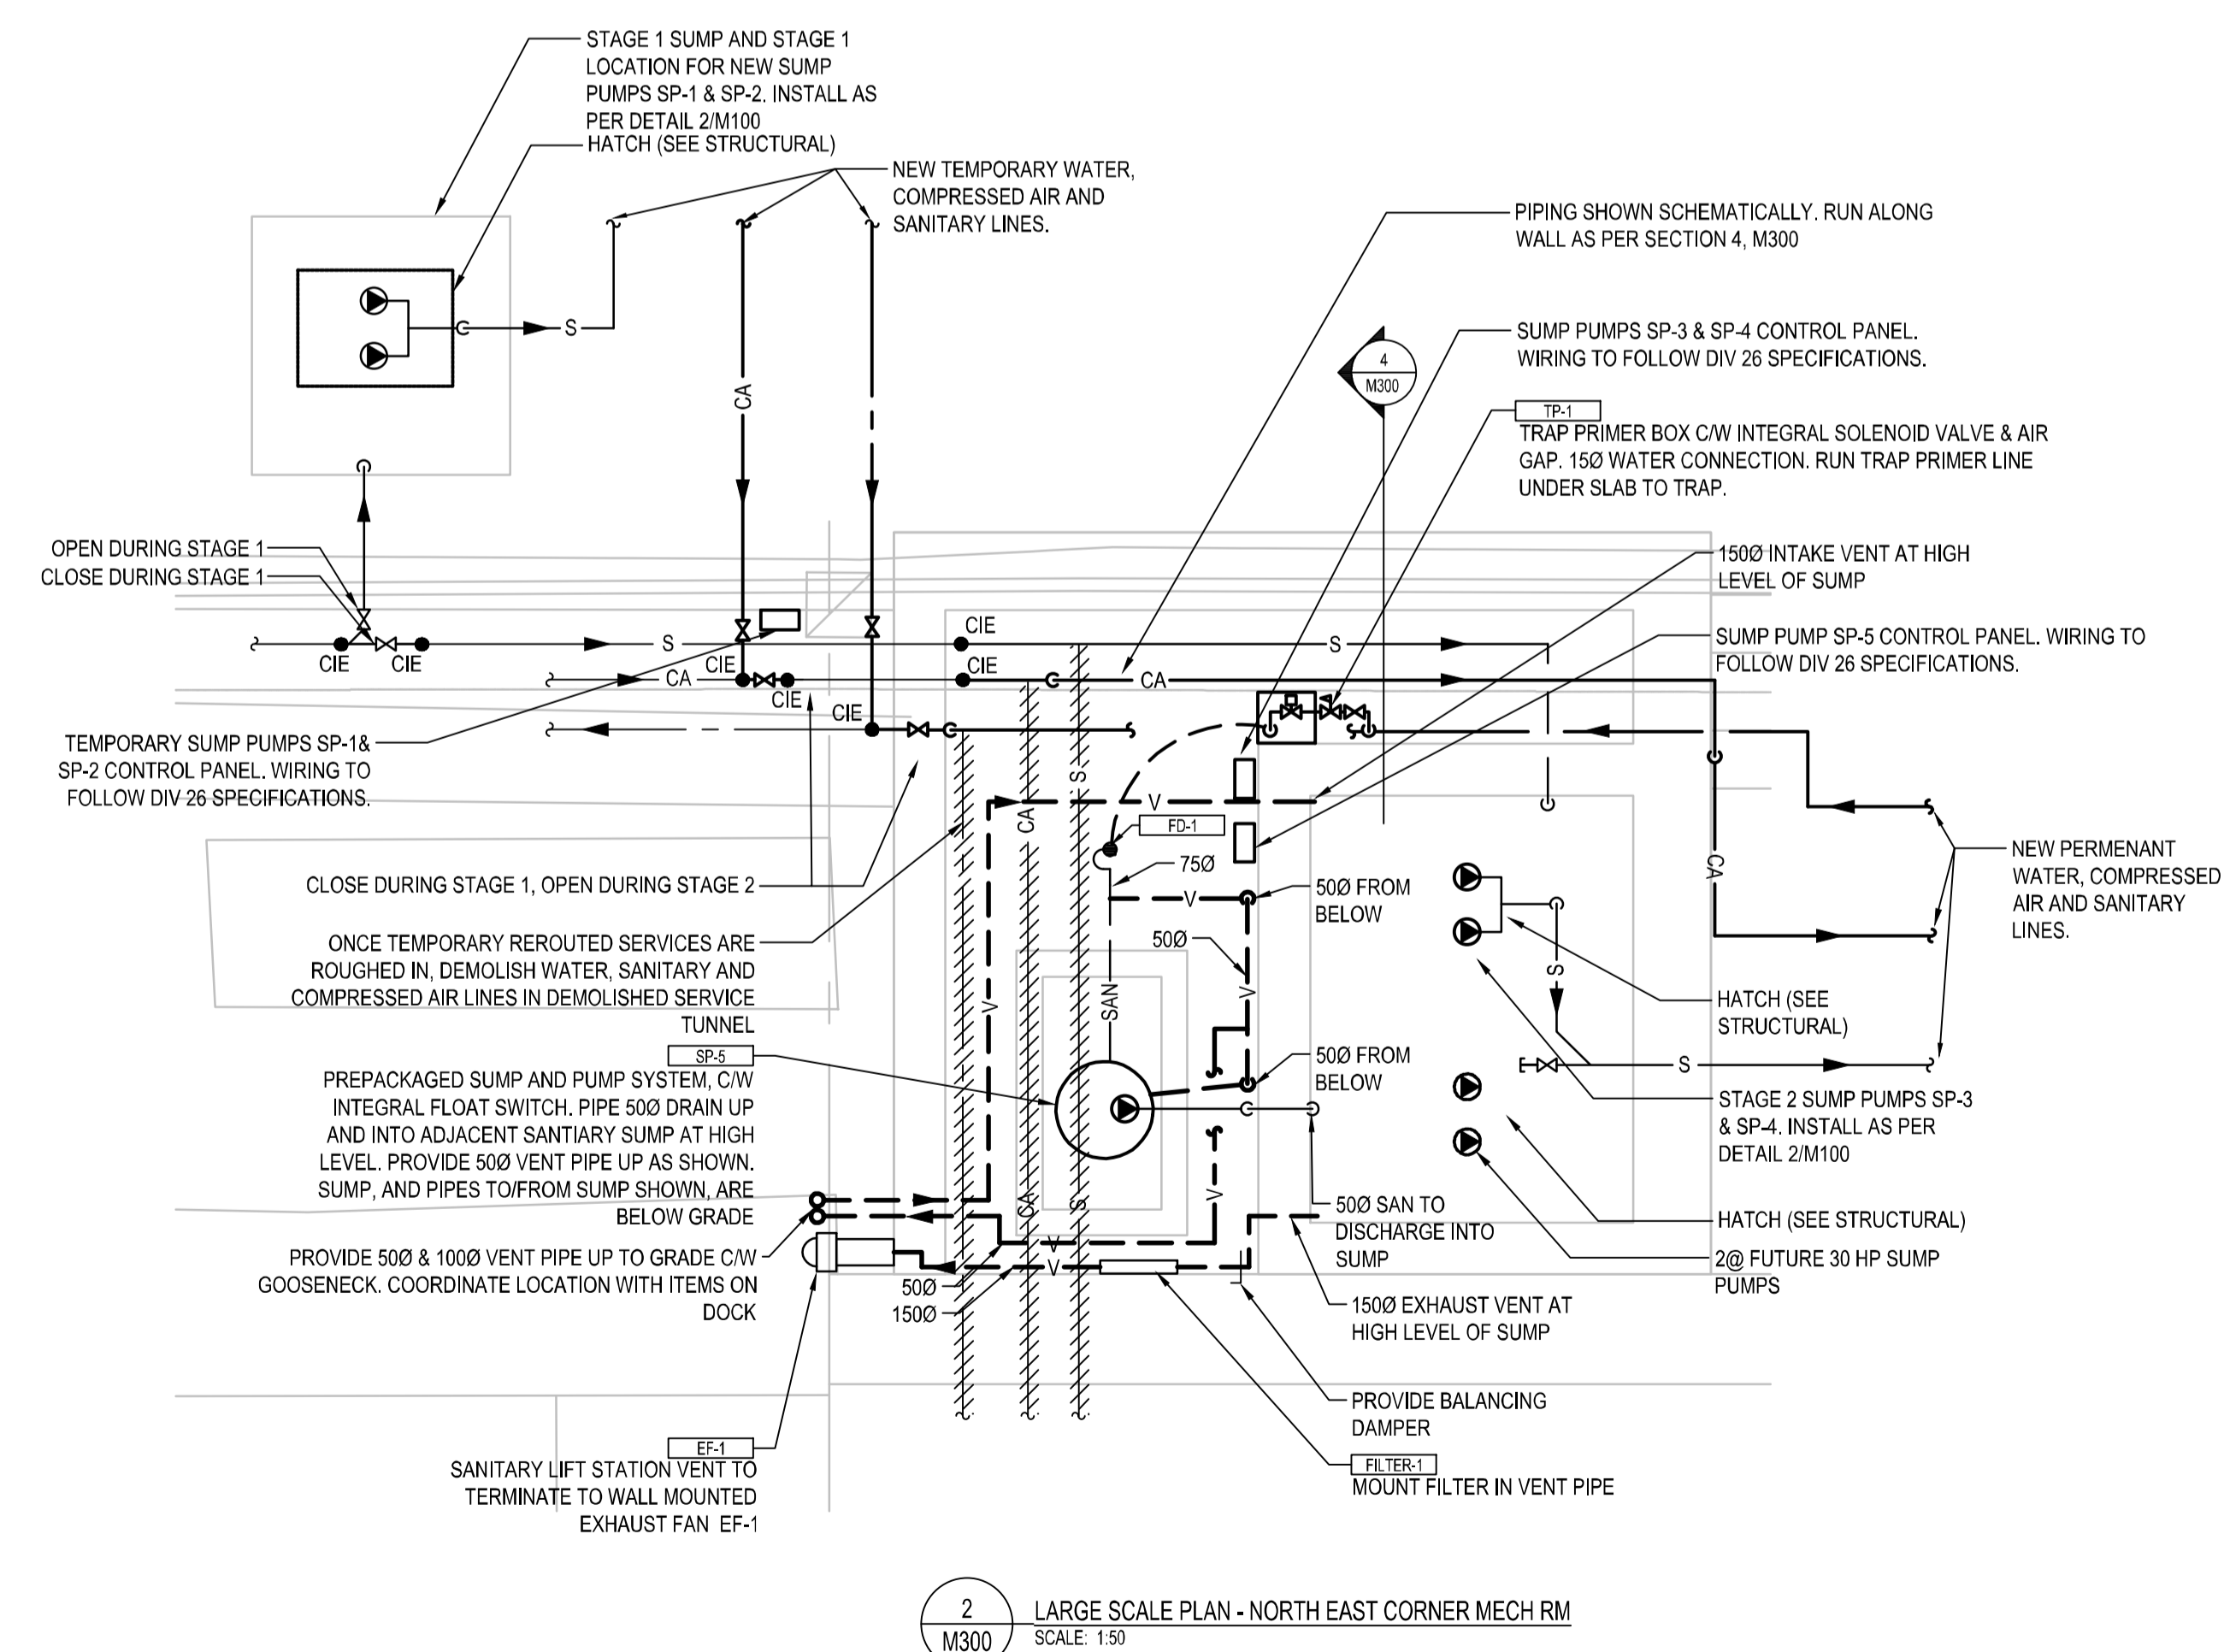 STAGE 1 SUMP AND STAGE 1
LOCATION FOR NEW SUMP
PUMPS SP-1 & SP-2. INSTALL AS
PER DETAIL 2/M100
HATCH (SEE STRUCTURAL)
NEW TEMPORARY WATER,
COMPRESSED AIR AND
SANITARY LINES.
PIPING SHOWN SCHEMATICALLY. RUN ALONG
WALL AS PER SECTION 4, M300
SUMP PUMPS SP-3 & SP-4 CONTROL PANEL.
WIRING TO FOLLOW DIV 26 SPECIFICATIONS.
4
M300
TP-1
TRAP PRIMER BOX C/W INTEGRAL SOLENOID VALVE & AIR
GAP. 15Ø WATER CONNECTION. RUN TRAP PRIMER LINE
UNDER SLAB TO TRAP.
S
CA
OPEN DURING STAGE 1
CLOSE DURING STAGE 1
150Ø INTAKE VENT AT HIGH
LEVEL OF SUMP
SUMP PUMP SP-5 CONTROL PANEL. WIRING TO
FOLLOW DIV 26 SPECIFICATIONS.
CIE
CIE
S
CIE
S
CA
CIE
CIE
CIE
CA
CIE
TEMPORARY SUMP PUMPS SP-1&
SP-2 CONTROL PANEL. WIRING TO
FOLLOW DIV 26 SPECIFICATIONS.
S
CA
V
FD-1
75Ø
V
50Ø FROM
BELOW
CA
NEW PERMENANT
WATER, COMPRESSED
AIR AND SANITARY
LINES.
CLOSE DURING STAGE 1, OPEN DURING STAGE 2
ONCE TEMPORARY REROUTED SERVICES ARE
ROUGHED IN, DEMOLISH WATER, SANITARY AND
COMPRESSED AIR LINES IN DEMOLISHED SERVICE
TUNNEL
50Ø
V
V
SAN
S
HATCH (SEE
STRUCTURAL)
SP-5
PREPACKAGED SUMP AND PUMP SYSTEM, C/W
INTEGRAL FLOAT SWITCH. PIPE 50Ø DRAIN UP
AND INTO ADJACENT SANTIARY SUMP AT HIGH
LEVEL. PROVIDE 50Ø VENT PIPE UP AS SHOWN.
SUMP, AND PIPES TO/FROM SUMP SHOWN, ARE
BELOW GRADE
50Ø FROM
BELOW
S
STAGE 2 SUMP PUMPS SP-3
& SP-4. INSTALL AS PER
DETAIL 2/M100
CA
S
V
50Ø SAN TO
DISCHARGE INTO
SUMP
HATCH (SEE STRUCTURAL)
2@ FUTURE 30 HP SUMP
PUMPS
PROVIDE 50Ø & 100Ø VENT PIPE UP TO GRADE C/W
GOOSENECK. COORDINATE LOCATION WITH ITEMS ON
DOCK
V
V
50Ø
150Ø
150Ø EXHAUST VENT AT
HIGH LEVEL OF SUMP
PROVIDE BALANCING
DAMPER
EF-1
SANITARY LIFT STATION VENT TO
TERMINATE TO WALL MOUNTED
EXHAUST FAN EF-1
FILTER-1
MOUNT FILTER IN VENT PIPE
2
M300
LARGE SCALE PLAN - NORTH EAST CORNER MECH RM
SCALE: 1:50